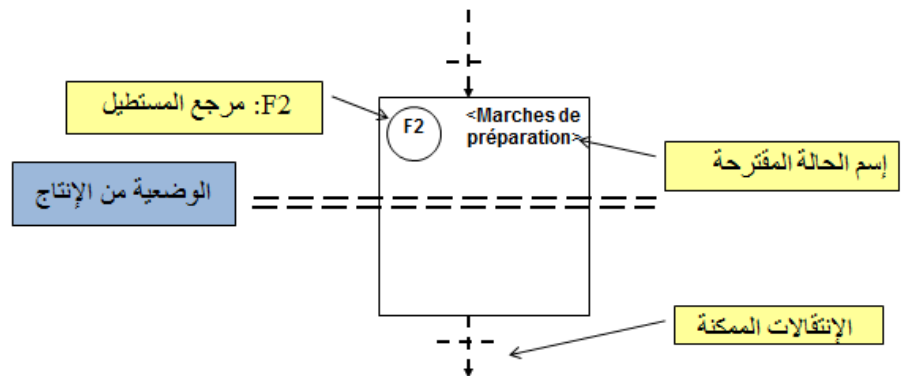 F2: مرجع المستطيل
F2
<Marches de
préparation>
إسم الحالة المقترحة
الوضعية من الإنتاج
الإنتقالات الممكنة